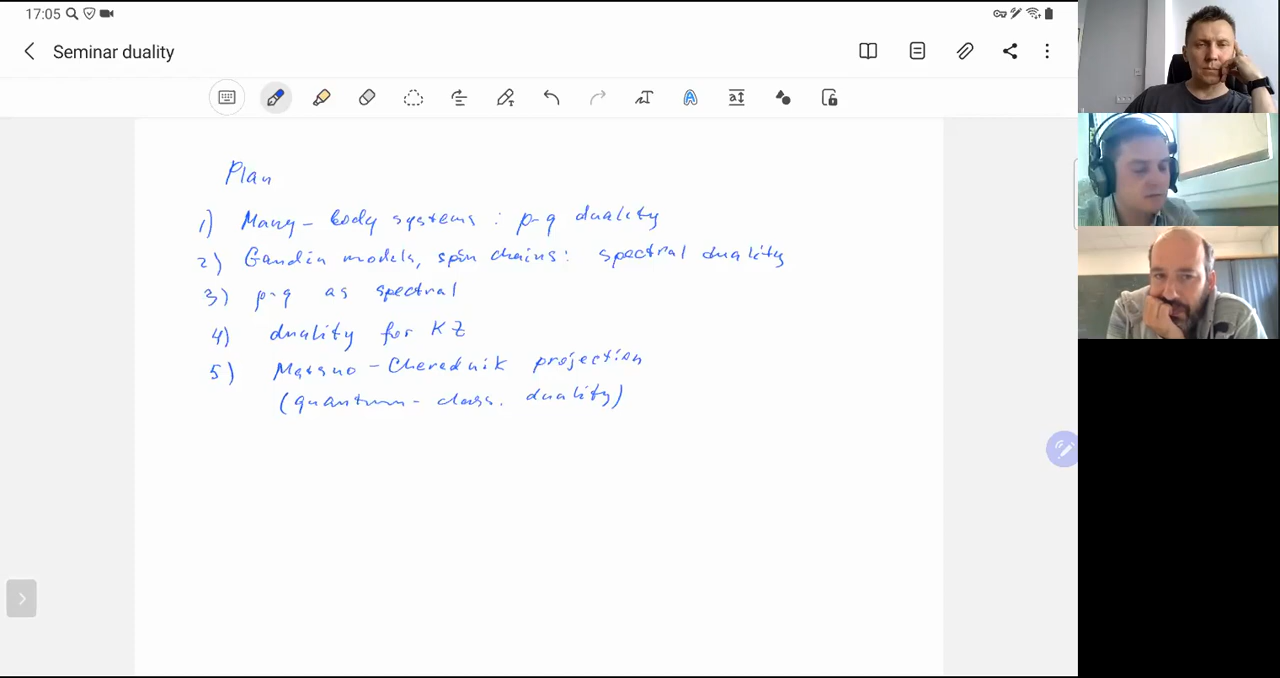 17:05
Seminar duality
Plan
1) Many-body systems : p-q duality
2) Gaudin models, spin chains: spectral duality
3) p-q as spectral
4) duality for KZ
5) Matsuo - Cherednik projection
(quantum - class. duality)